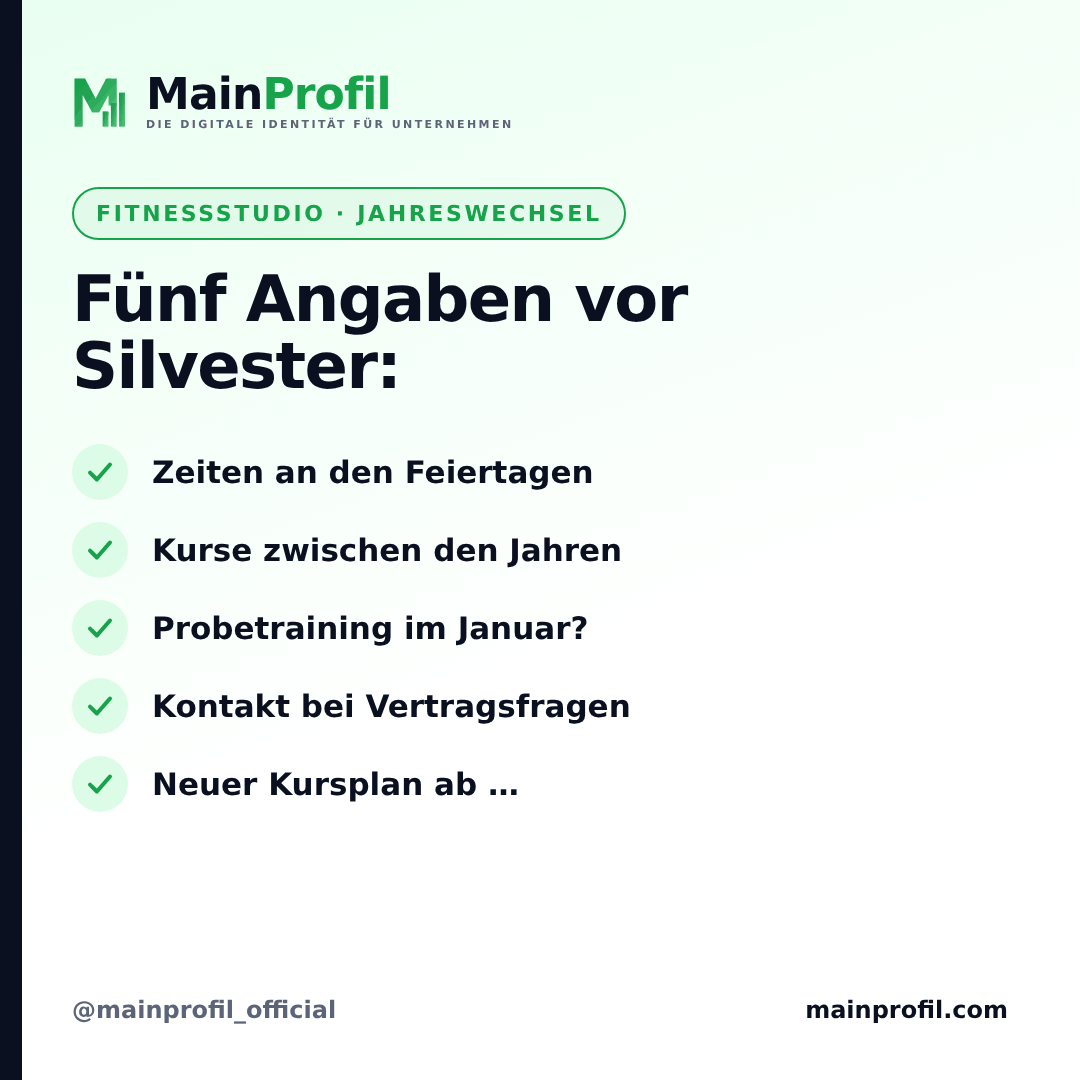 MainProfil
DIE DIGITALE IDENTITÄT FÜR UNTERNEHMEN
FITNESSSTUDIO · JAHRESWECHSEL
Fünf Angaben vor
Silvester:
Zeiten an den Feiertagen
Kurse zwischen den Jahren
Probetraining im Januar?
Kontakt bei Vertragsfragen
Neuer Kursplan ab ...
@mainprofil_official
mainprofil.com